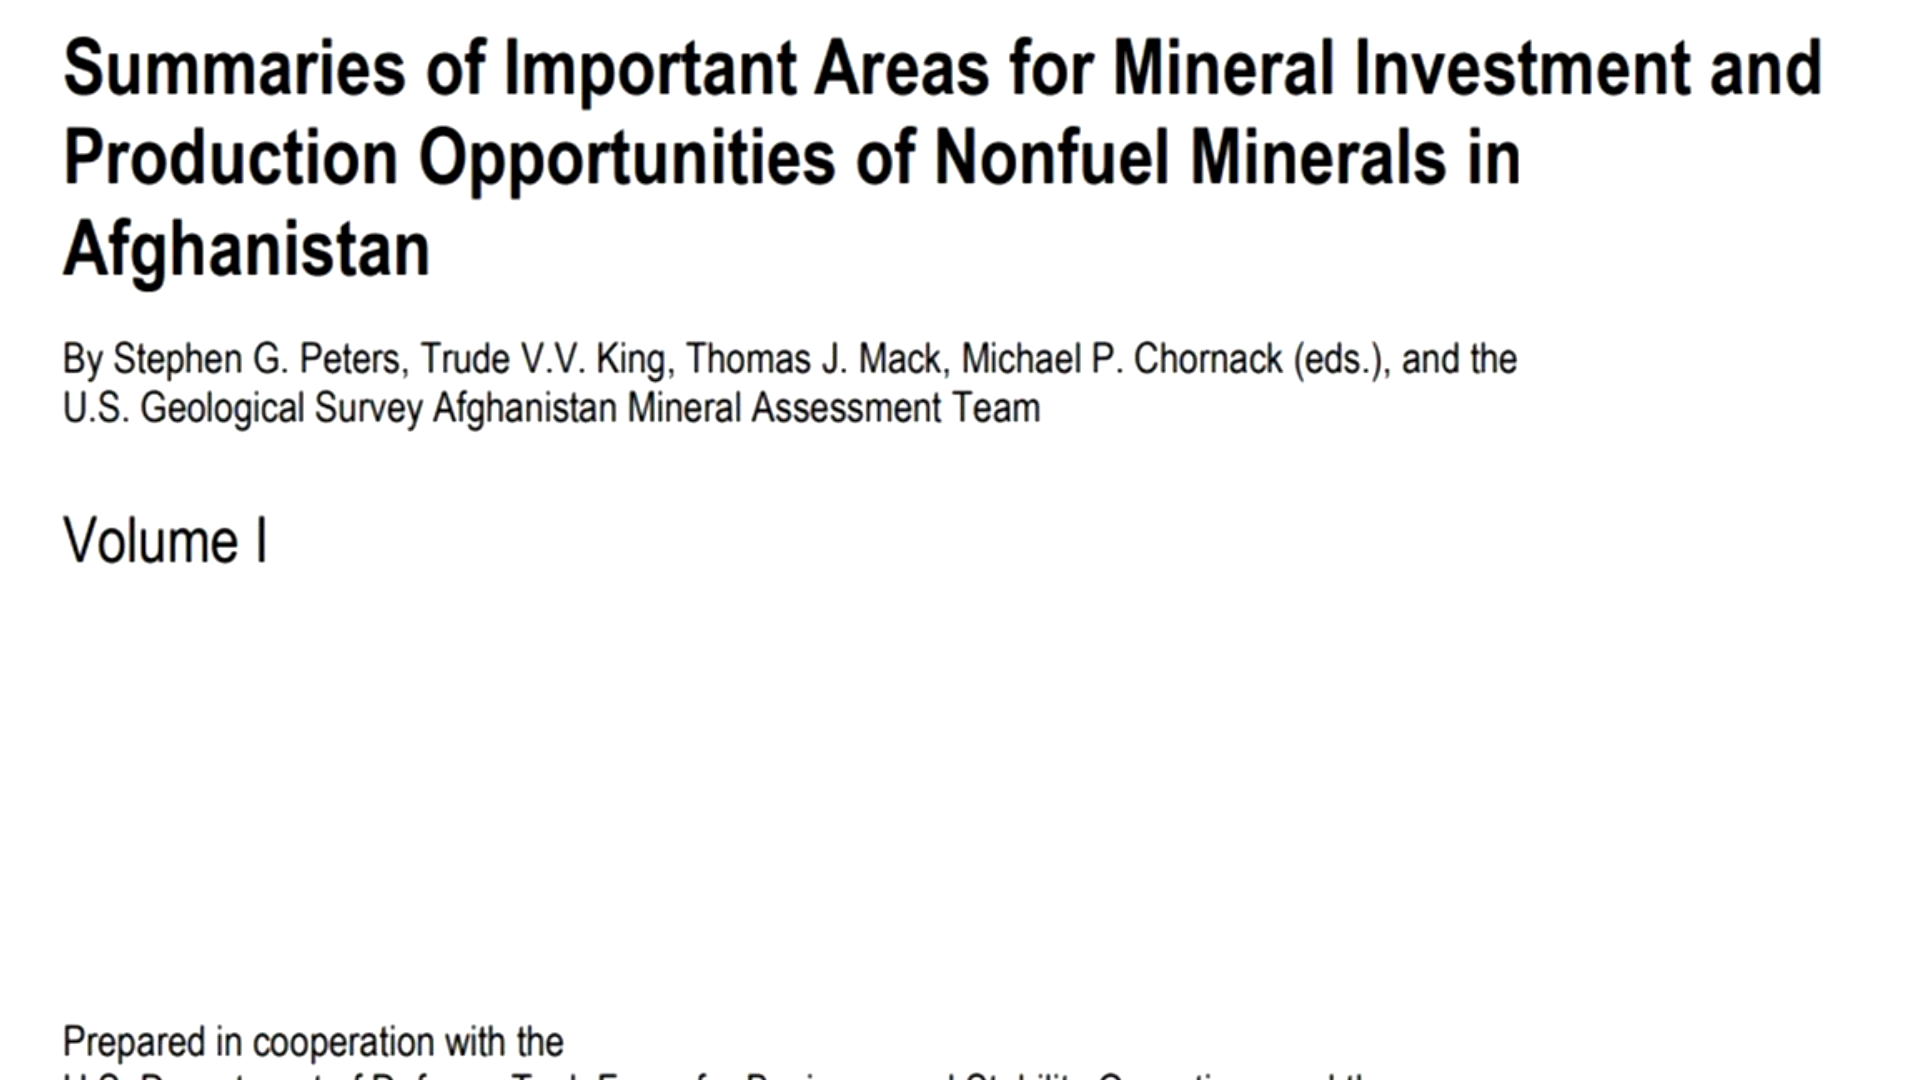 Summaries of Important Areas for Mineral Investment and
Production Opportunities of Nonfuel Minerals in
Afghanistan
By Stephen G. Peters, Trude V.V. King, Thomas J. Mack, Michael P. Chornack (eds.), and the
U.S. Geological Survey Afghanistan Mineral Assessment Team
Volume I
Prepared in cooperation with the